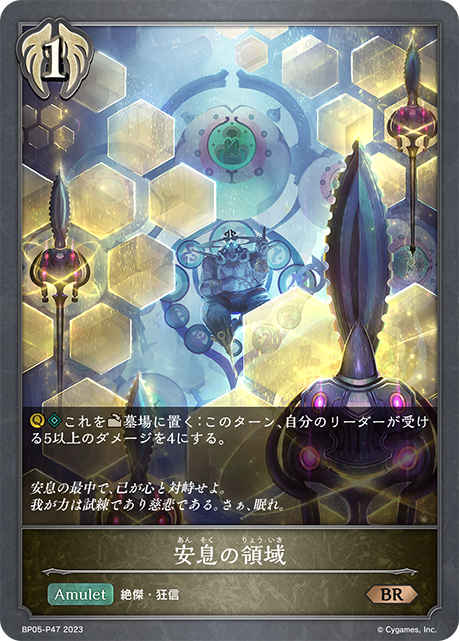 1
Q これを墓場に置く：このターン、自分のリーダーが受け
る5以上のダメージを4にする。
安息の最中で、己が心と対峙せよ。
我が力は試練であり慈悲である。さぁ、眠れ。
あん そく りょう いき
安息の領域
Amulet 絶傑・狂信 BR
BP05-P47 2023 © Cygames, Inc.